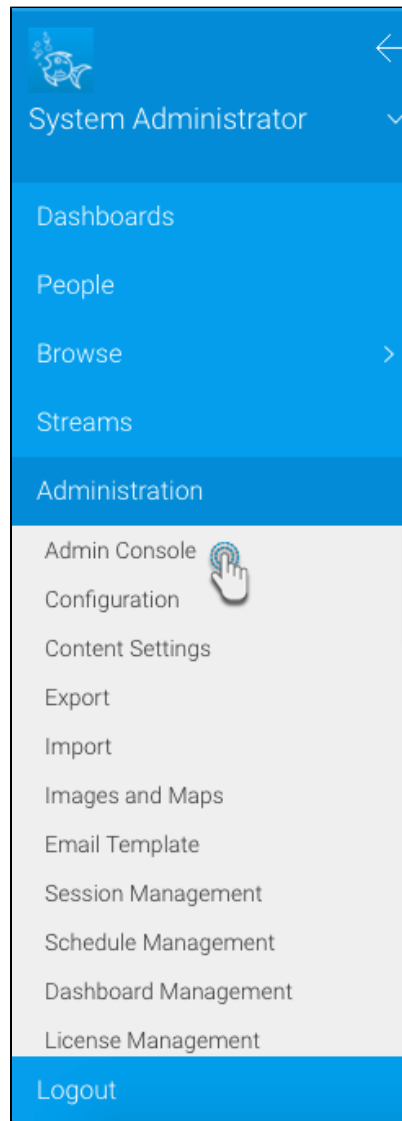 System Administrator
Dashboards
People
Browse
Streams
Administration
Admin Console
Configuration
Content Settings
Export
Import
Images and Maps
Email Template
Session Management
Schedule Management
Dashboard Management
License Management
Logout